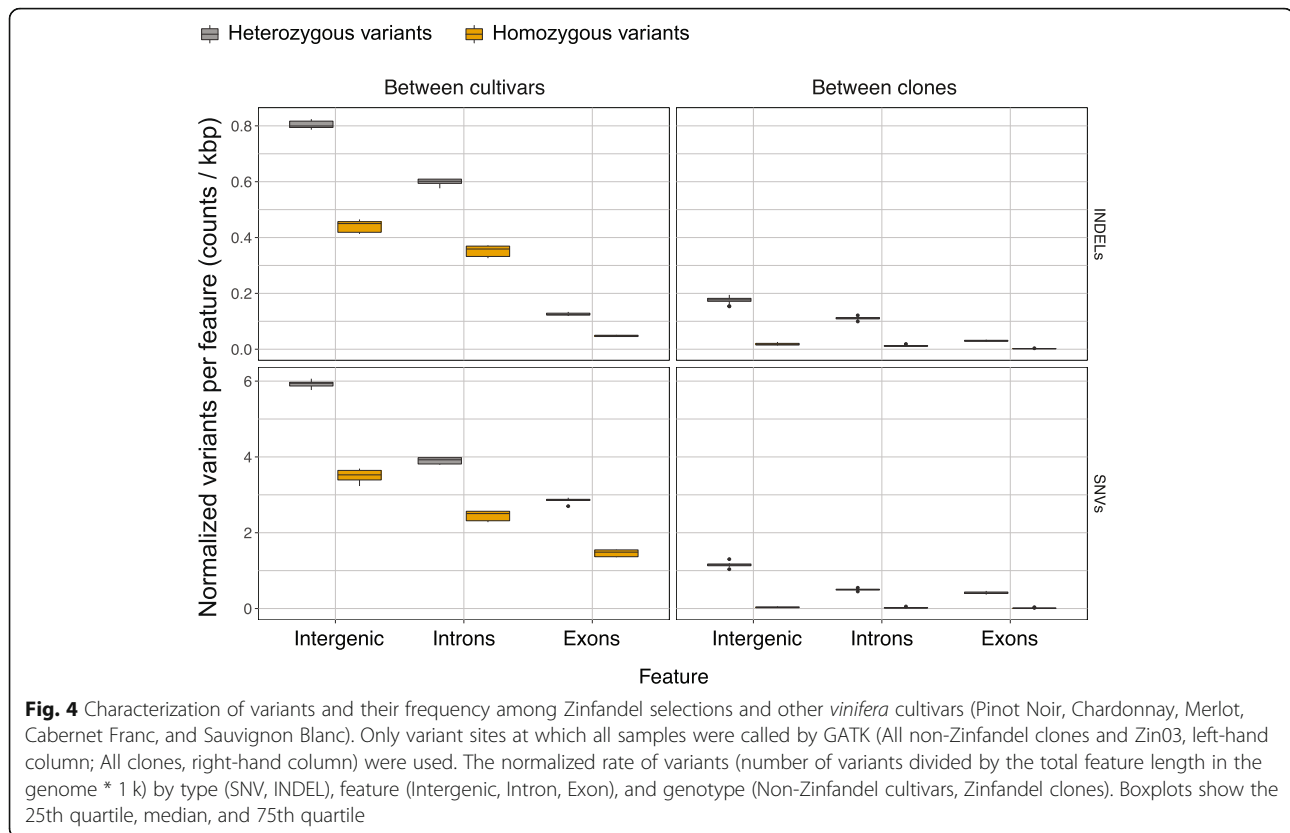 Heterozygous variants
Homozygous variants
Between cultivars
Between clones
Normalized variants per feature (counts / kbp)
0.8
0.6
0.4
0.2
0.0
INDELs
6
4
2
0
SNVs
Intergenic
Introns
Exons
Intergenic
Introns
Exons
Feature
Fig. 4 Characterization of variants and their frequency among Zinfandel selections and other vinifera cultivars (Pinot Noir, Chardonnay, Merlot,
Cabernet Franc, and Sauvignon Blanc). Only variant sites at which all samples were called by GATK (All non-Zinfandel clones and Zin03, left-hand
column; All clones, right-hand column) were used. The normalized rate of variants (number of variants divided by the total feature length in the
genome * 1 k) by type (SNV, INDEL), feature (Intergenic, Intron, Exon), and genotype (Non-Zinfandel cultivars, Zinfandel clones). Boxplots show the
25th quartile, median, and 75th quartile